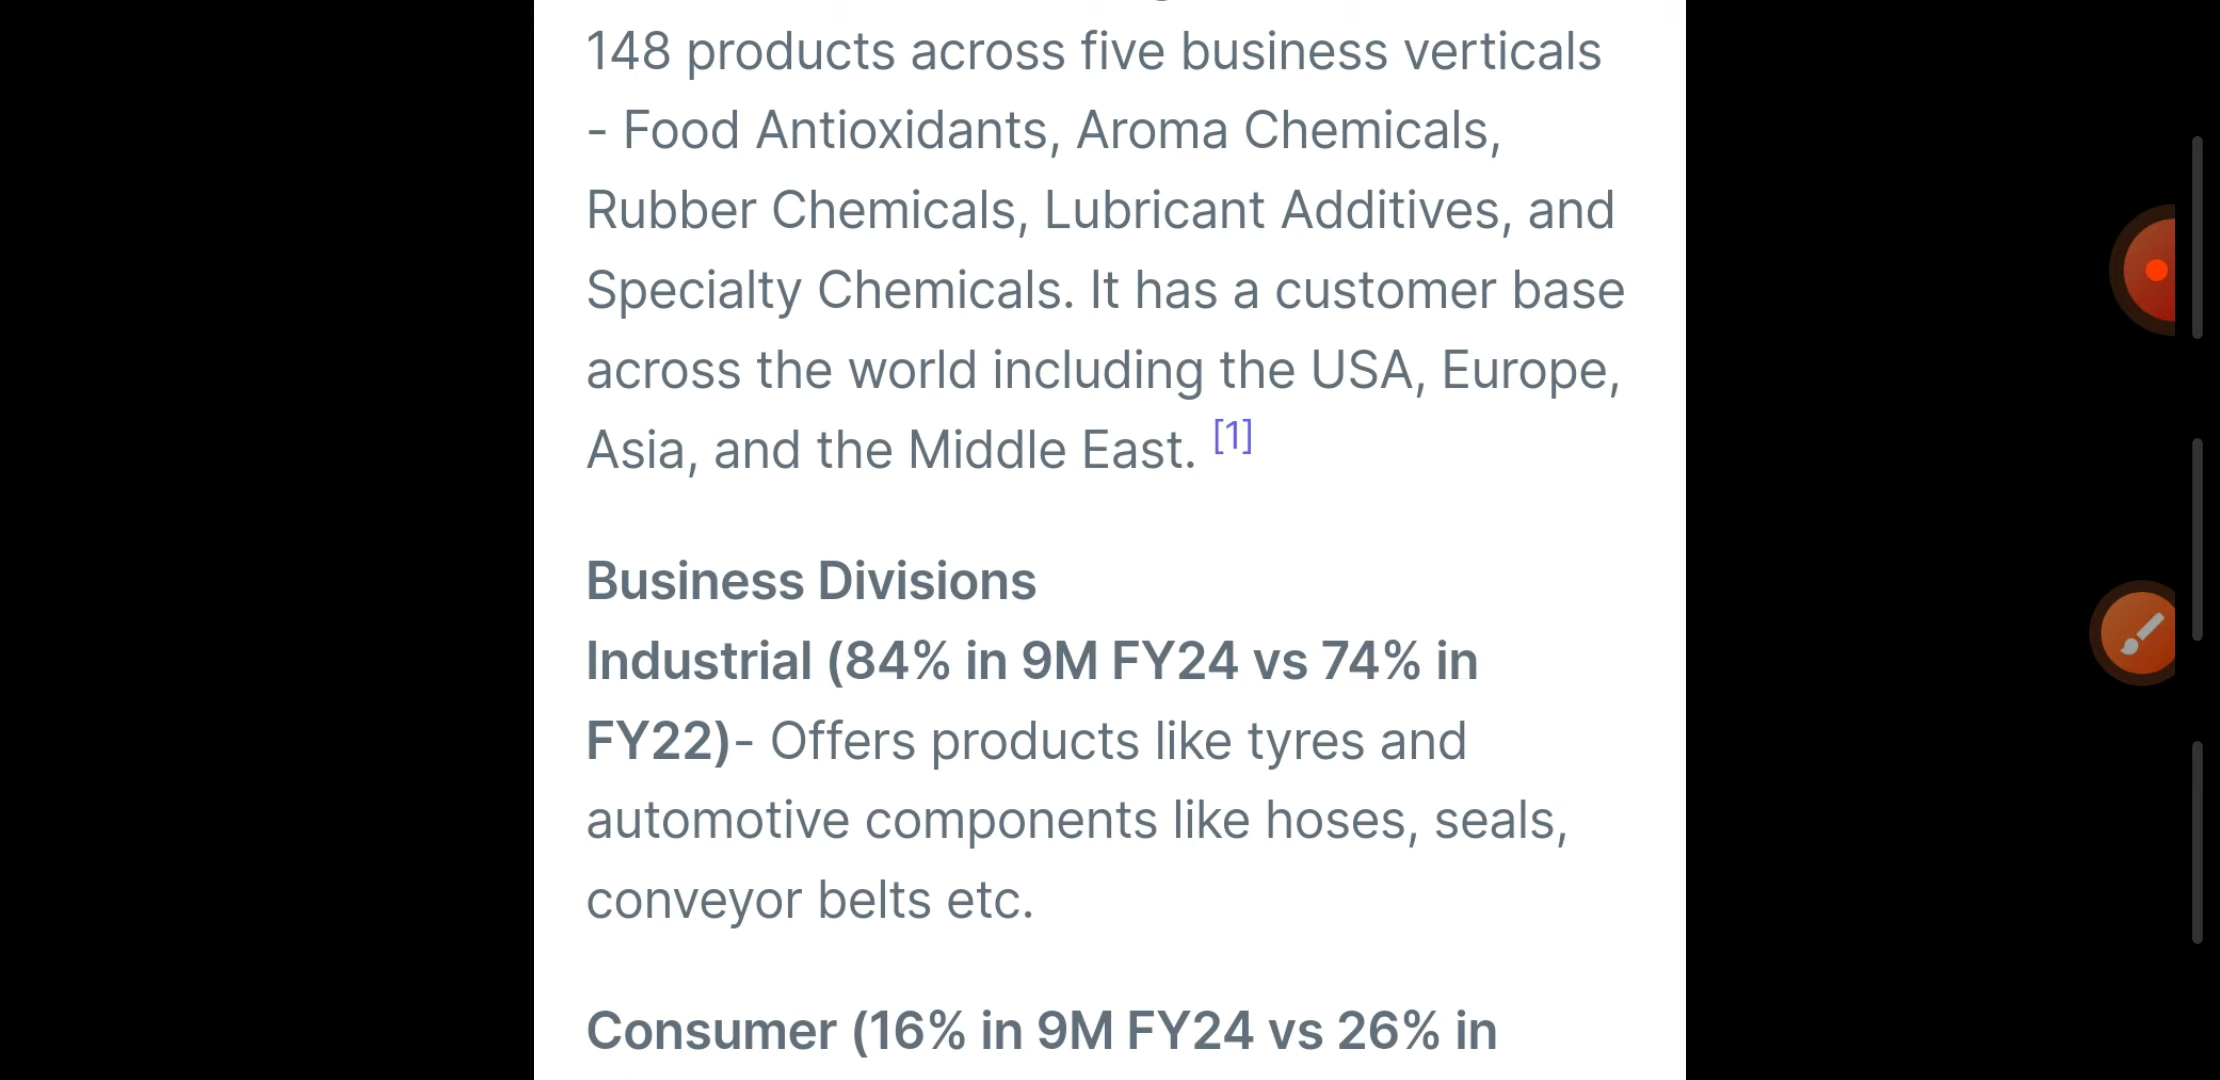 148 products across five business verticals
- Food Antioxidants, Aroma Chemicals,
Rubber Chemicals, Lubricant Additives, and
Specialty Chemicals. It has a customer base
across the world including the USA, Europe,
Asia, and the Middle East. [1]
Business Divisions
Industrial (84% in 9M FY24 vs 74% in
FY22)- Offers products like tyres and
automotive components like hoses, seals,
conveyor belts etc.
Consumer (16% in 9M FY24 vs 26% in